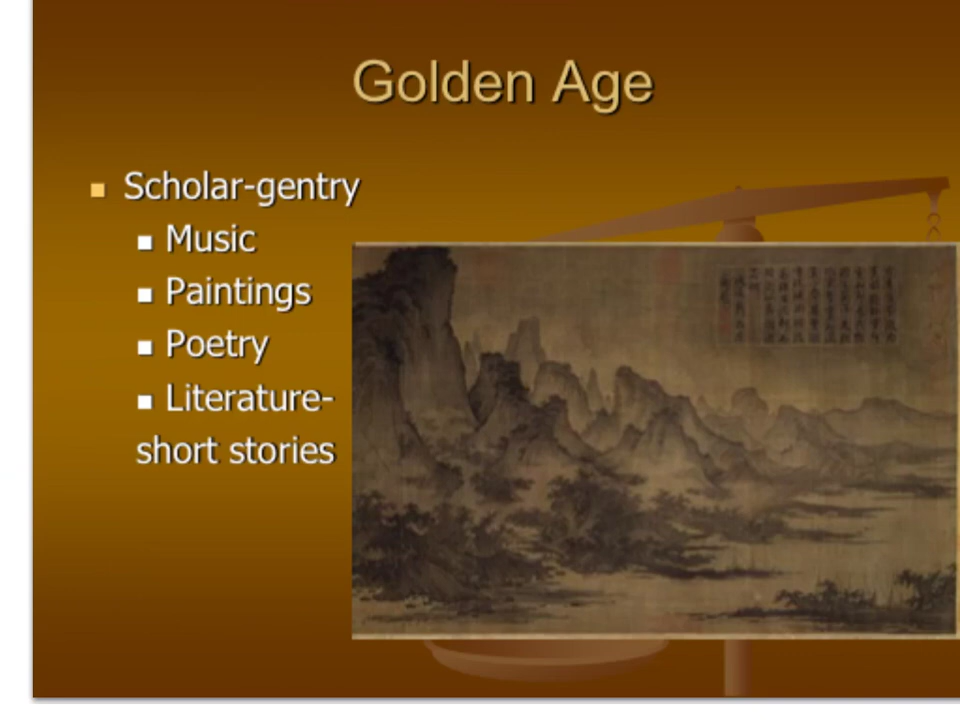 Golden Age
Scholar-gentry
Music
Paintings
Poetry
Literature-
short stories